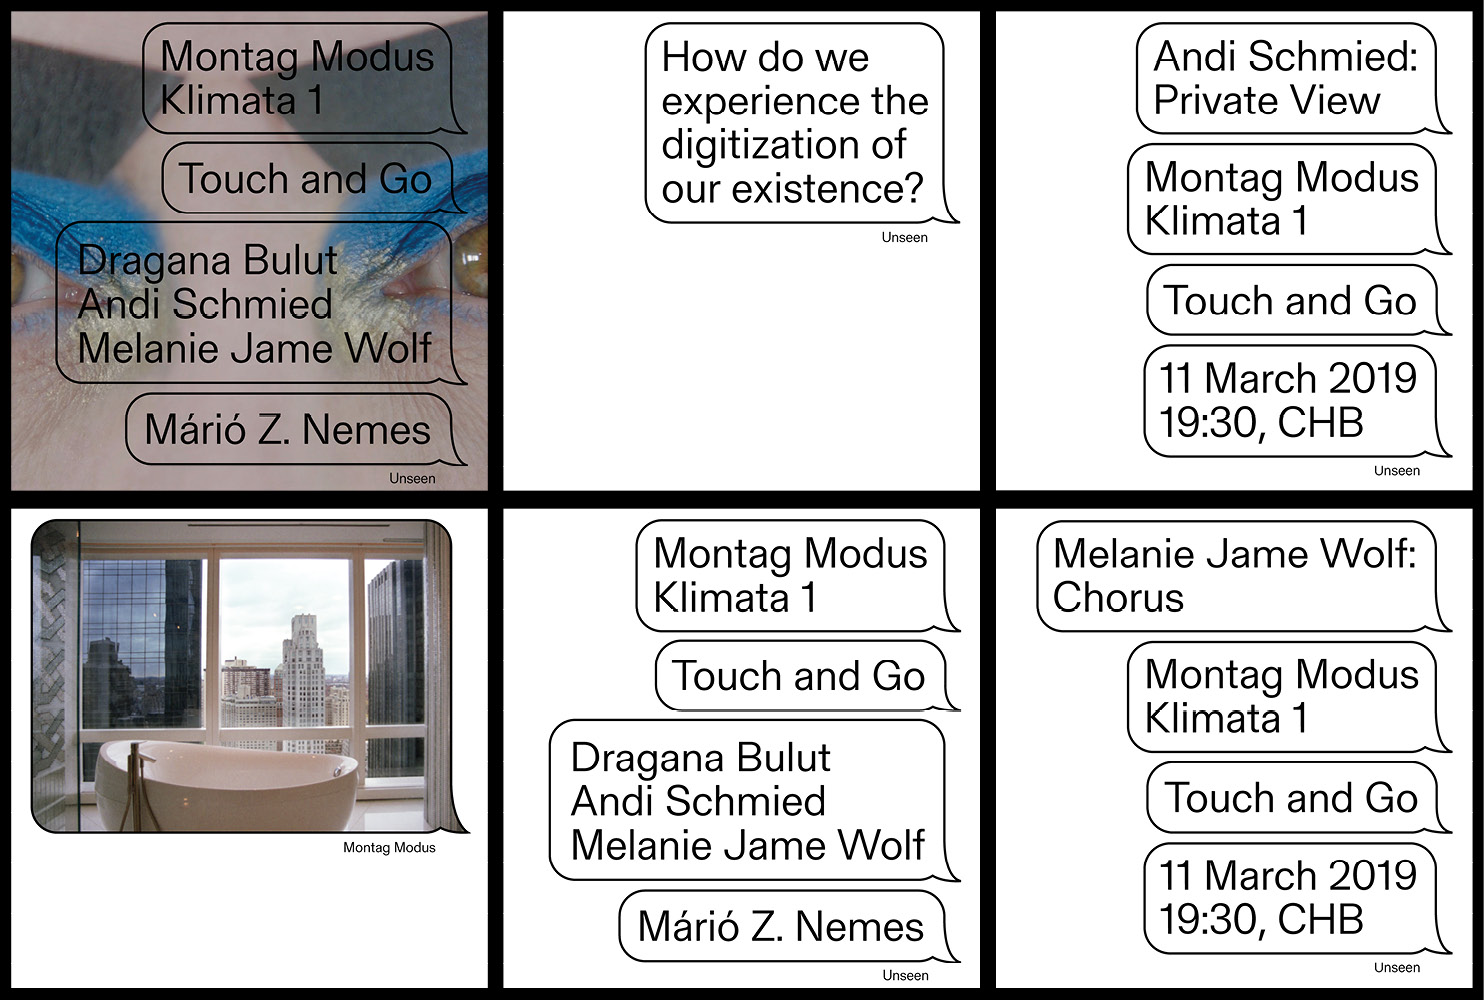 Montag Modus
Klimata 1
Touch and Go
Dragana Bulut
Andi Schmied
Melanie Jame Wolf
Márió Z. Nemes
Unseen
How do we
experience the
digitization of
our existence?
Unseen
Andi Schmied:
Private View
Montag Modus
Klimata 1
Touch and Go
11 March 2019
19:30, CHB
Unseen
Montag Modus
Montag Modus
Klimata 1
Touch and Go
Dragana Bulut
Andi Schmied
Melanie Jame Wolf
Márió Z. Nemes
Unseen
Melanie Jame Wolf:
Chorus
Montag Modus
Klimata 1
Touch and Go
11 March 2019
19:30, CHB
Unseen